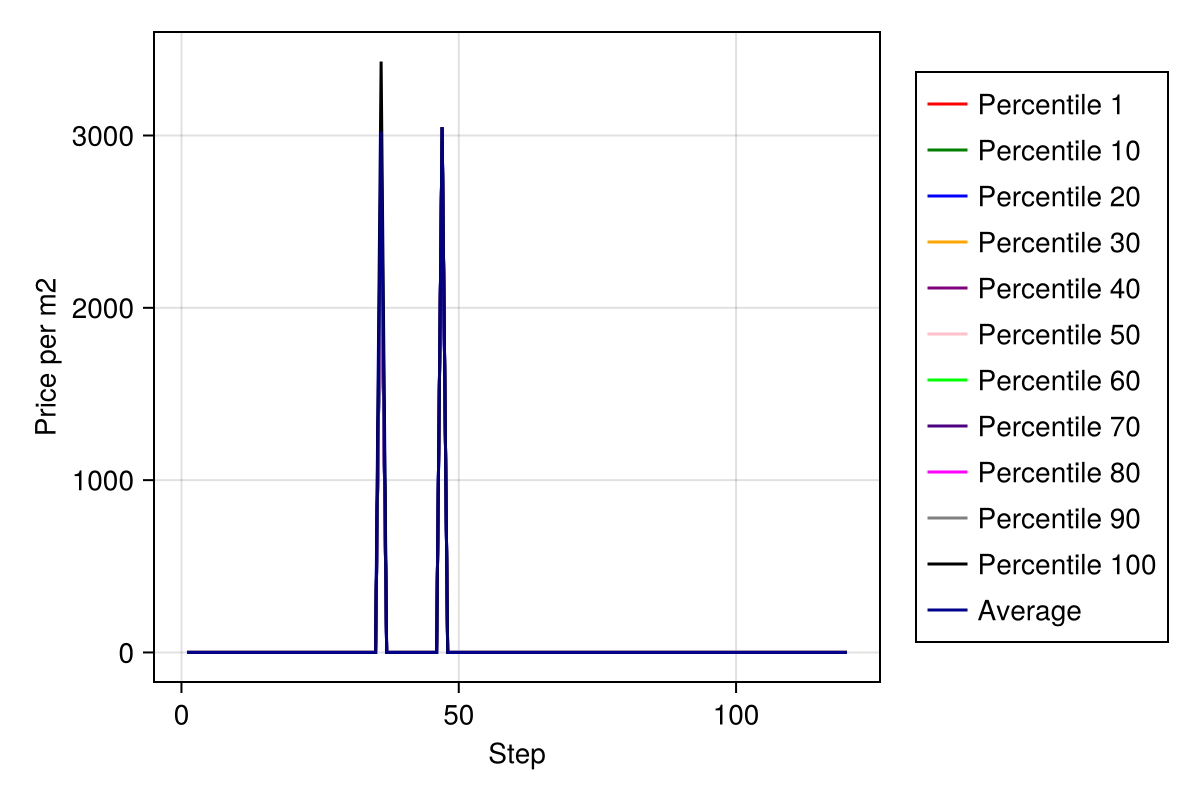 Price per m2
3000
2000
1000
0
0
50
100
Step
Percentile 1
Percentile 10
Percentile 20
Percentile 30
Percentile 40
Percentile 50
Percentile 60
Percentile 70
Percentile 80
Percentile 90
Percentile 100
Average